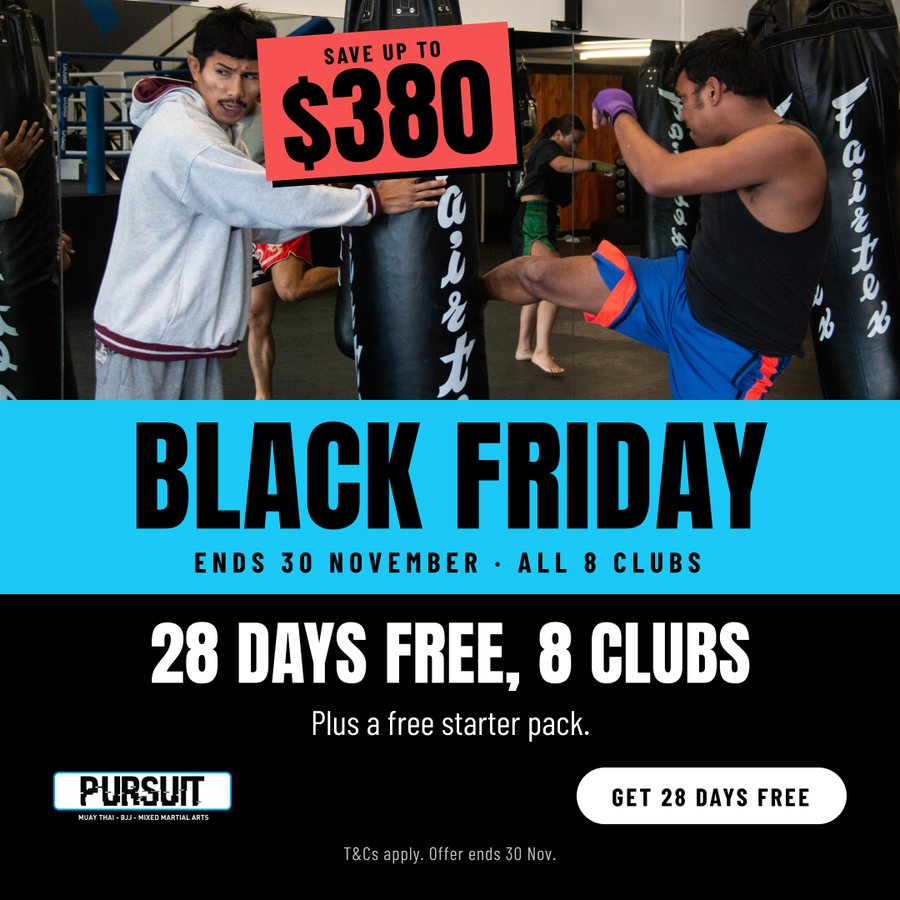 SAVE UP TO
$380
Fairtex
airt
BLACK FRIDAY
ENDS 30 NOVEMBER · ALL 8 CLUBS
28 DAYS FREE, 8 CLUBS
Plus a free starter pack.
PURSUIT
MUAY THAI - BJJ - MIXED MARTIAL ARTS
GET 28 DAYS FREE
T&Cs apply. Offer ends 30 Nov.